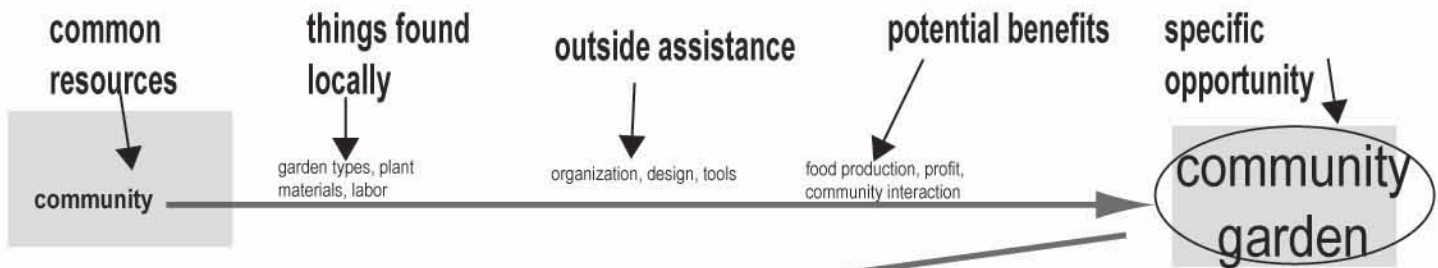 common
resources
things found
locally
outside assistance
potential benefits
specific
opportunity
community
garden types, plant
materials, labor
organization, design, tools
food production, profit,
community interaction
community
garden